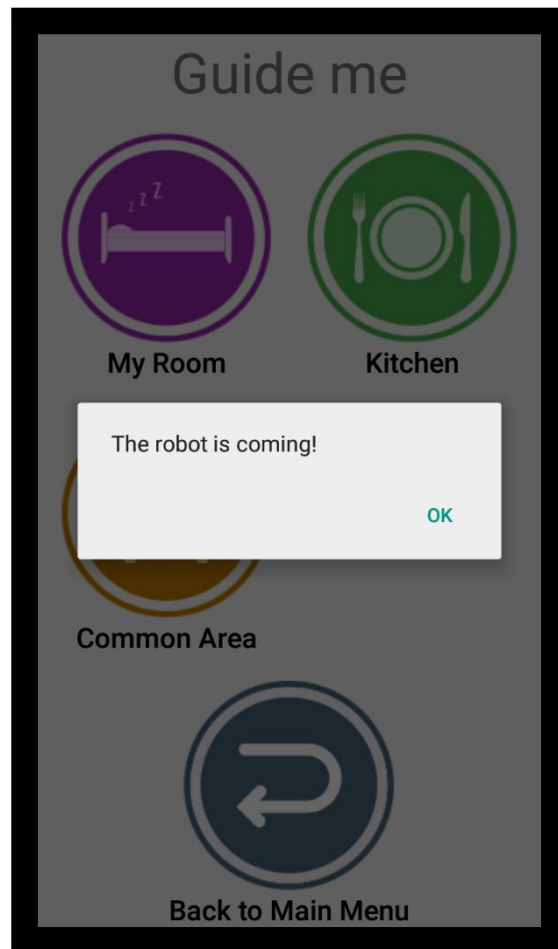 Guide me
z z Z
My Room
Kitchen
The robot is coming!
OK
Common Area
Back to Main Menu